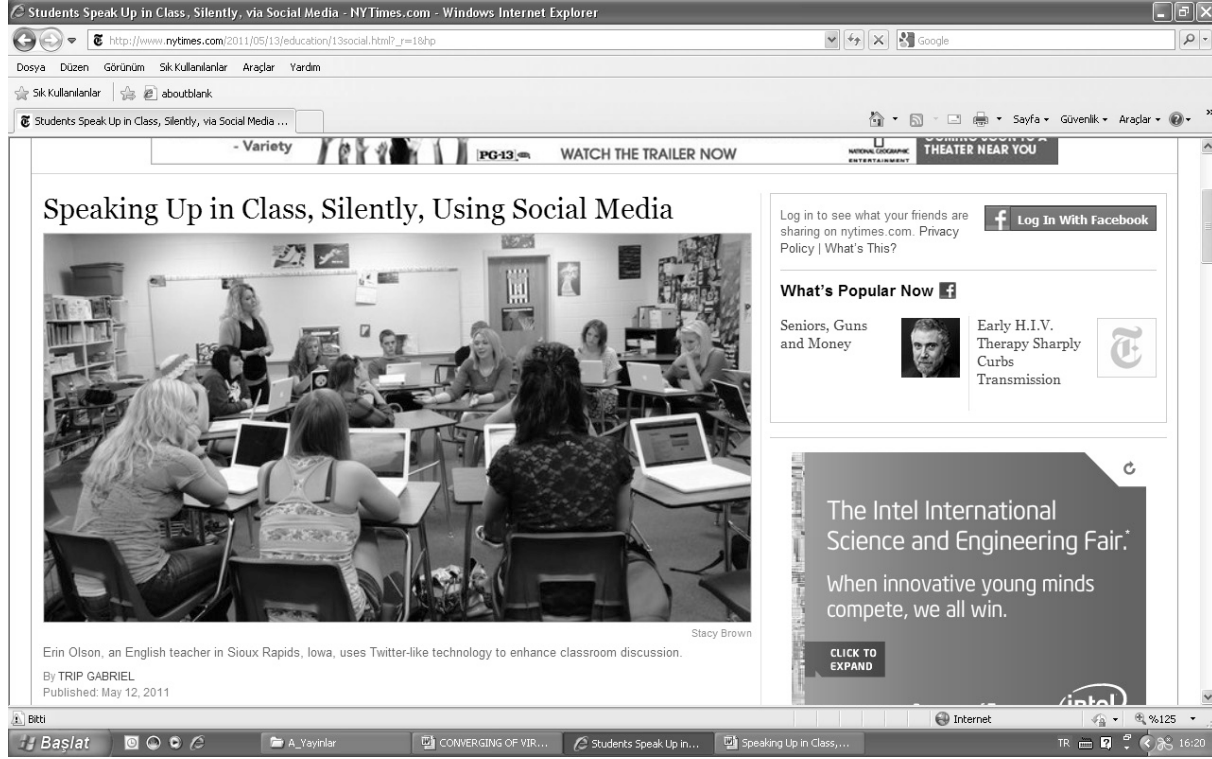 Students Speak Up in Class, Silently, via Social Media - NYTimes.com - Windows Internet Explorer
http://www.nytimes.com/2011/05/13/education/13social.html?_r=1&hp
Google
Dosya Düzen Görünüm Sık Kullanılanlar Araçlar Yardım
Sık Kullanılanlar aboutblank
Students Speak Up in Class, Silently, via Social Media ...
Sayfa Güvenlik Araçlar
- Variety
PG-13
WATCH THE TRAILER NOW
NATIONAL GEOGRAPHIC
ENTERTAINMENT
COMING SOON TO A
THEATER NEAR YOU
Speaking Up in Class, Silently, Using Social Media
Stacy Brown
Erin Olson, an English teacher in Sioux Rapids, Iowa, uses Twitter-like technology to enhance classroom discussion.
By TRIP GABRIEL
Published: May 12, 2011
Log in to see what your friends are
sharing on nytimes.com. Privacy
Policy | What's This?
Log In With Facebook
What's Popular Now
Seniors, Guns
and Money
Early H.I.V.
Therapy Sharply
Curbs
Transmission
The Intel International
Science and Engineering Fair.*
When innovative young minds
compete, we all win.
CLICK TO
EXPAND
(intel)
Bitti
Internet
%125
Başlat
A_Yayinlar
CONVERGING OF VIR...
Students Speak Up in...
Speaking Up in Class,...
TR
16:20